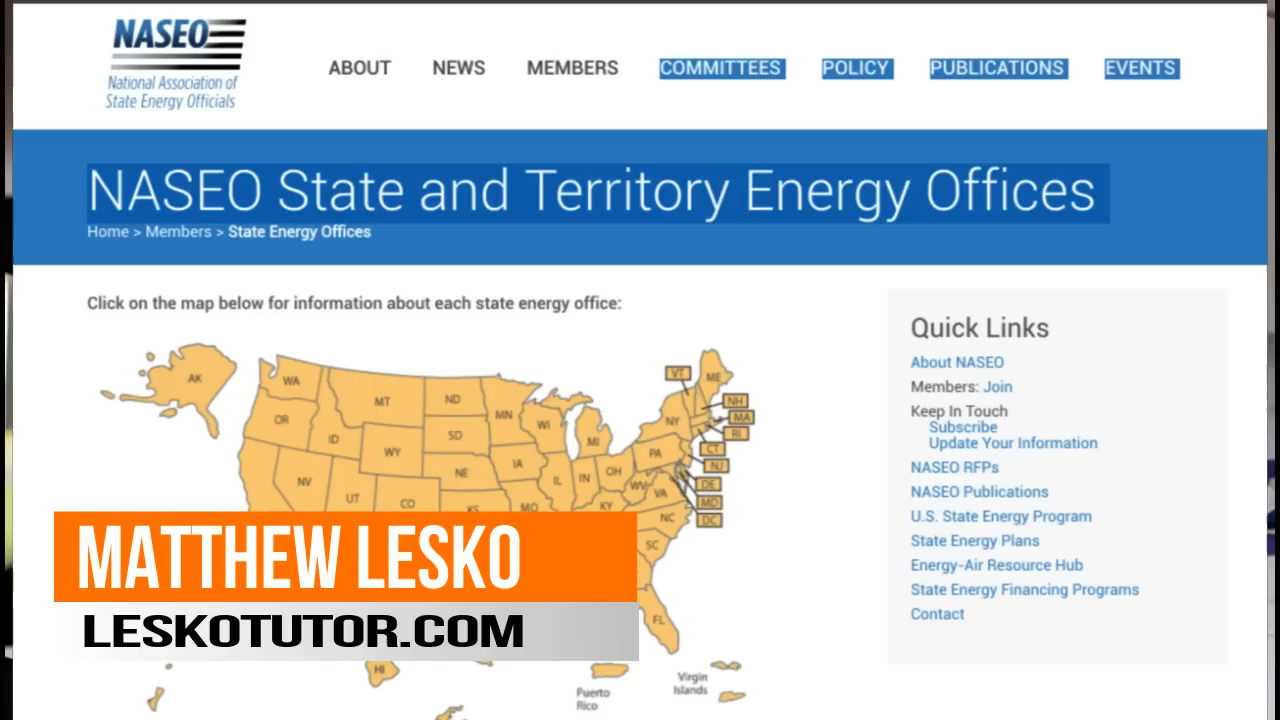 NASEO
National Association of
State Energy Officials
ABOUT NEWS MEMBERS COMMITTEES POLICY PUBLICATIONS EVENTS
NASEO State and Territory Energy Offices
Home > Members > State Energy Offices
Click on the map below for information about each state energy office:
AK
WA
OR
ID
MT
WY
NV
UT
CO
ND
SD
NE
KS
MN
IA
MO
WI
IL
MI
IN
OH
KY
WV
VA
NC
SC
FL
PA
NY
VT
ME
NH
MA
RI
CT
NJ
DE
MD
DC
HI
Puerto
Rico
Virgin
Islands
Quick Links
About NASEO
Members: Join
Keep In Touch
Subscribe
Update Your Information
NASEO RFPs
NASEO Publications
U.S. State Energy Program
State Energy Plans
Energy-Air Resource Hub
State Energy Financing Programs
Contact
MATTHEW LESKO
LESKOTUTOR.COM